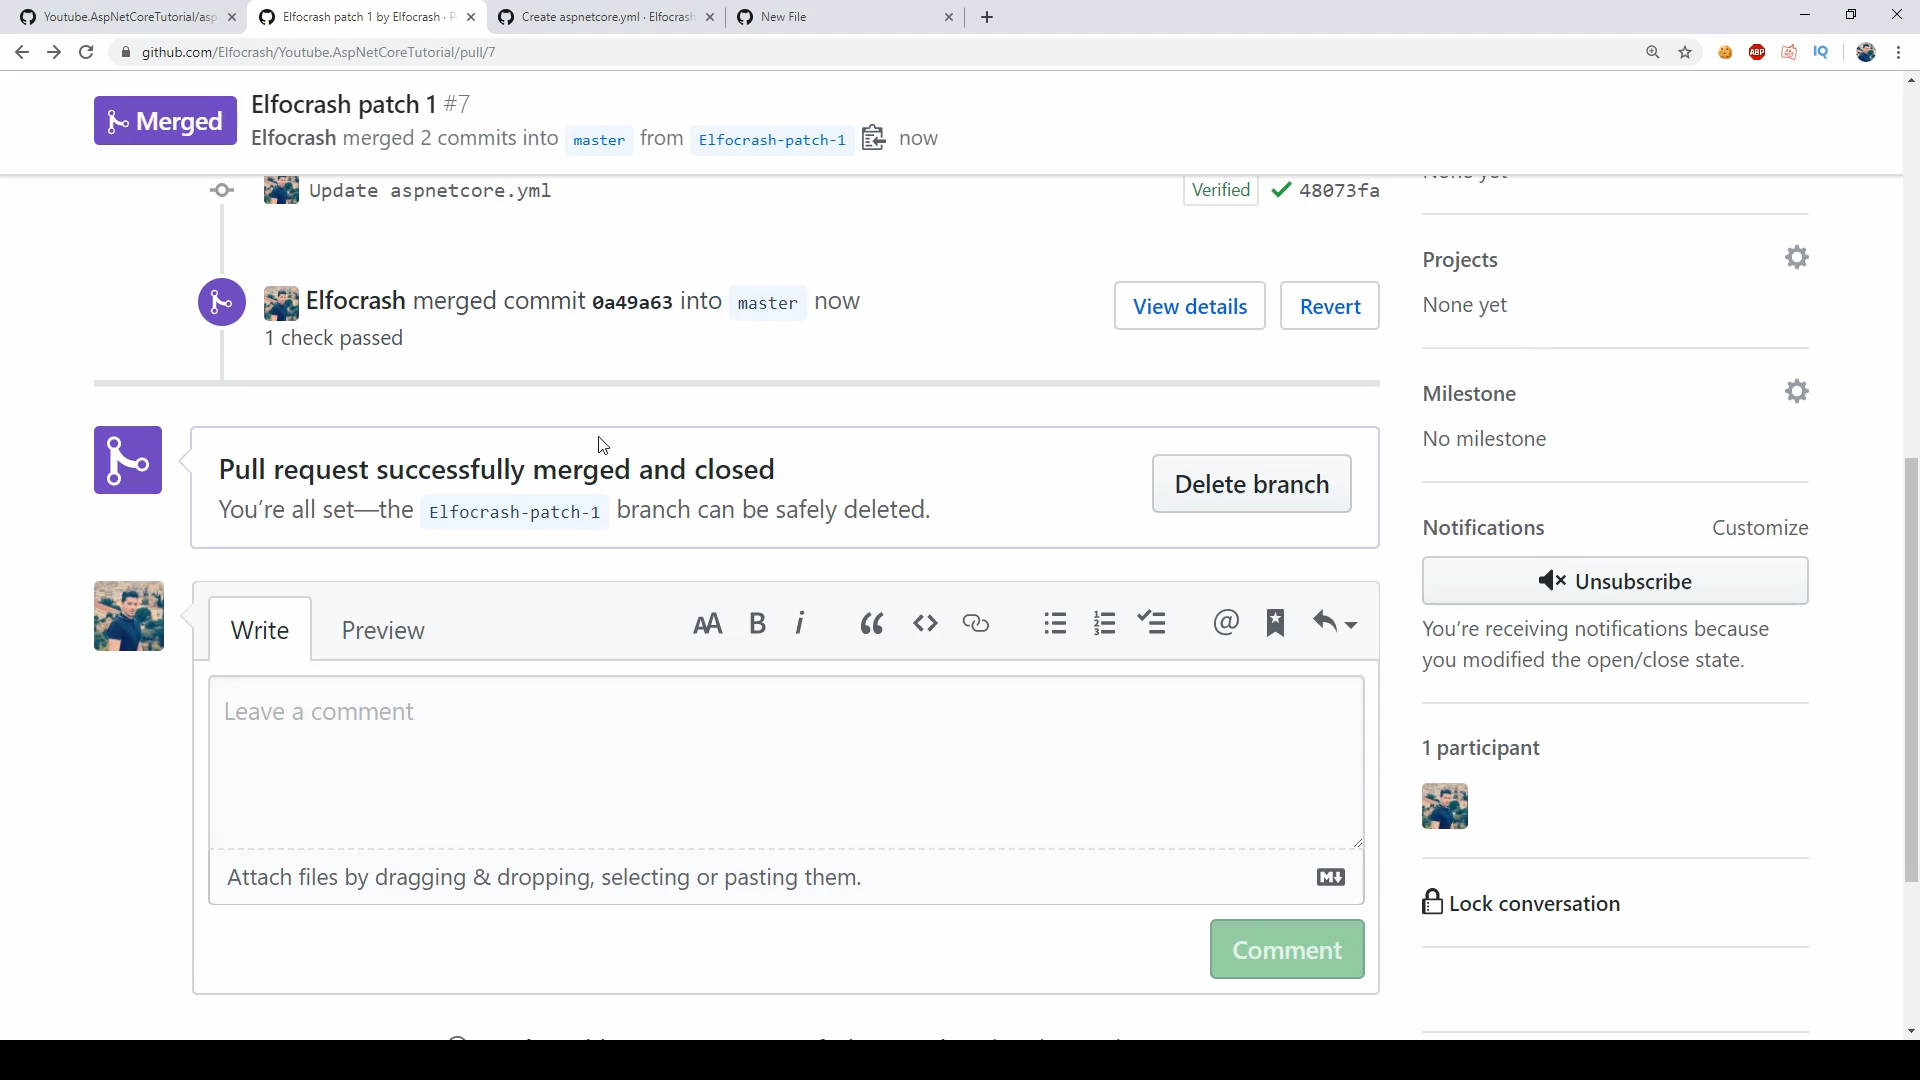 Youtube.AspNetCoreTutorial/asp
Elfocrash patch 1 by Elfocrash · P
Create aspnetcore.yml · Elfocrash
New File
github.com/Elfocrash/Youtube.AspNetCoreTutorial/pull/7
ABP
IQ
Merged
Elfocrash patch 1 #7
Elfocrash merged 2 commits into master from Elfocrash-patch-1 now
Update aspnetcore.yml
Verified
48073fa
Elfocrash merged commit 0a49a63 into master now
1 check passed
View details
Revert
Pull request successfully merged and closed
You're all set—the Elfocrash-patch-1 branch can be safely deleted.
Delete branch
Write
Preview
Leave a comment
Attach files by dragging & dropping, selecting or pasting them.
Comment
Projects
None yet
Milestone
No milestone
Notifications
Customize
Unsubscribe
You're receiving notifications because
you modified the open/close state.
1 participant
Lock conversation